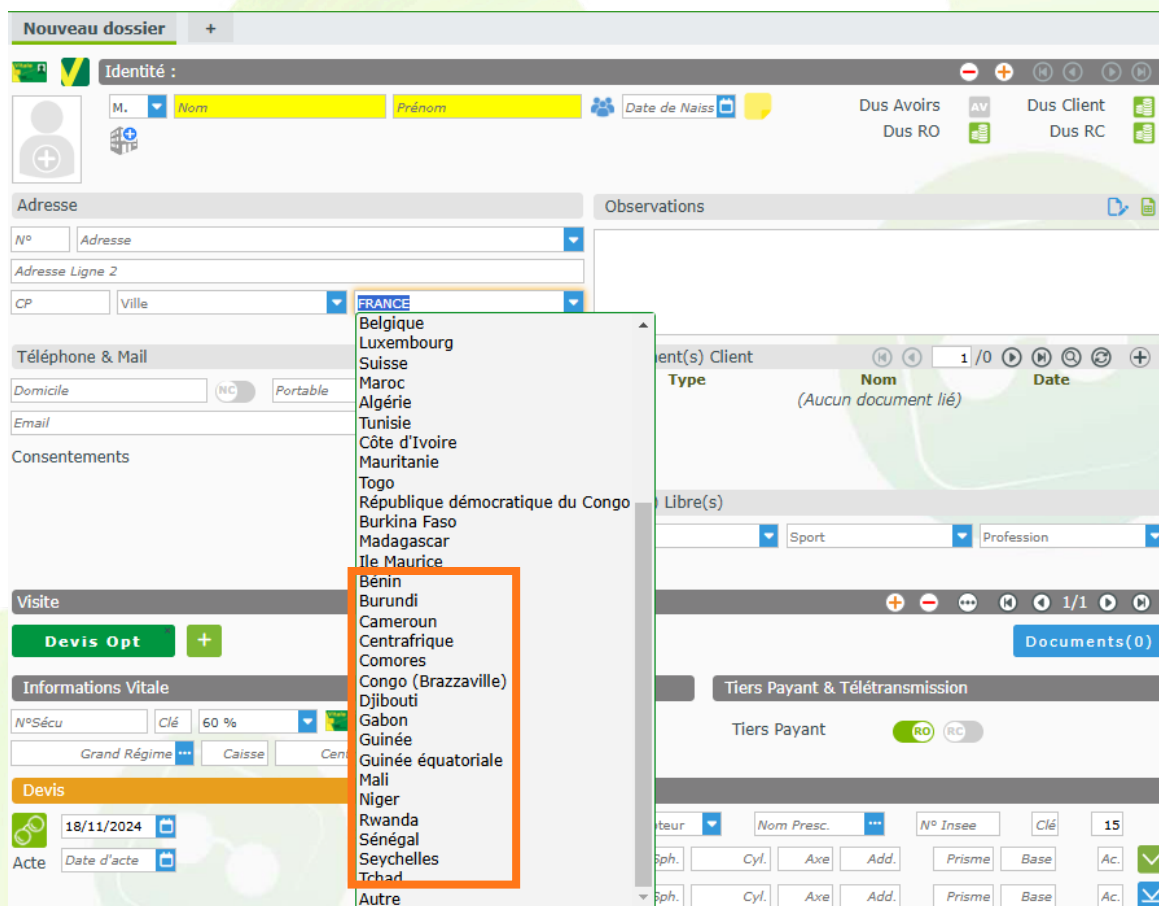 Nouveau dossier +
Identité :
M. Nom Prénom Date de Naiss Dus Avoirs AV Dus Client
Dus RO Dus RC
Adresse Observations
N° Adresse
Adresse Ligne 2
CP Ville FRANCE
Belgique
Luxembourg
Suisse
Maroc
Algérie
Tunisie
Côte d'Ivoire
Mauritanie
Togo
République démocratique du Congo
Burkina Faso
Madagascar
Ile Maurice
Bénin
Burundi
Cameroun
Centrafrique
Comores
Congo (Brazzaville)
Djibouti
Gabon
Guinée
Guinée équatoriale
Mali
Niger
Rwanda
Sénégal
Seychelles
Tchad
Autre
Téléphone & Mail
Domicile NC Portable
Email
Consentements
ent(s) Client 1 /0
Type Nom Date
(Aucun document lié)
Libre(s)
Sport Profession
Visite 1/1
Devis Opt + Documents(0)
Informations Vitale Tiers Payant & Télétransmission
N°Sécu Clé 60 % Tiers Payant RO RC
Grand Régime Caisse Cent
Devis
18/11/2024 teur Nom Presc. N° Insee Clé 15
Acte Date d'acte Sph. Cyl. Axe Add. Prisme Base Ac.
Sph. Cyl. Axe Add. Prisme Base Ac.